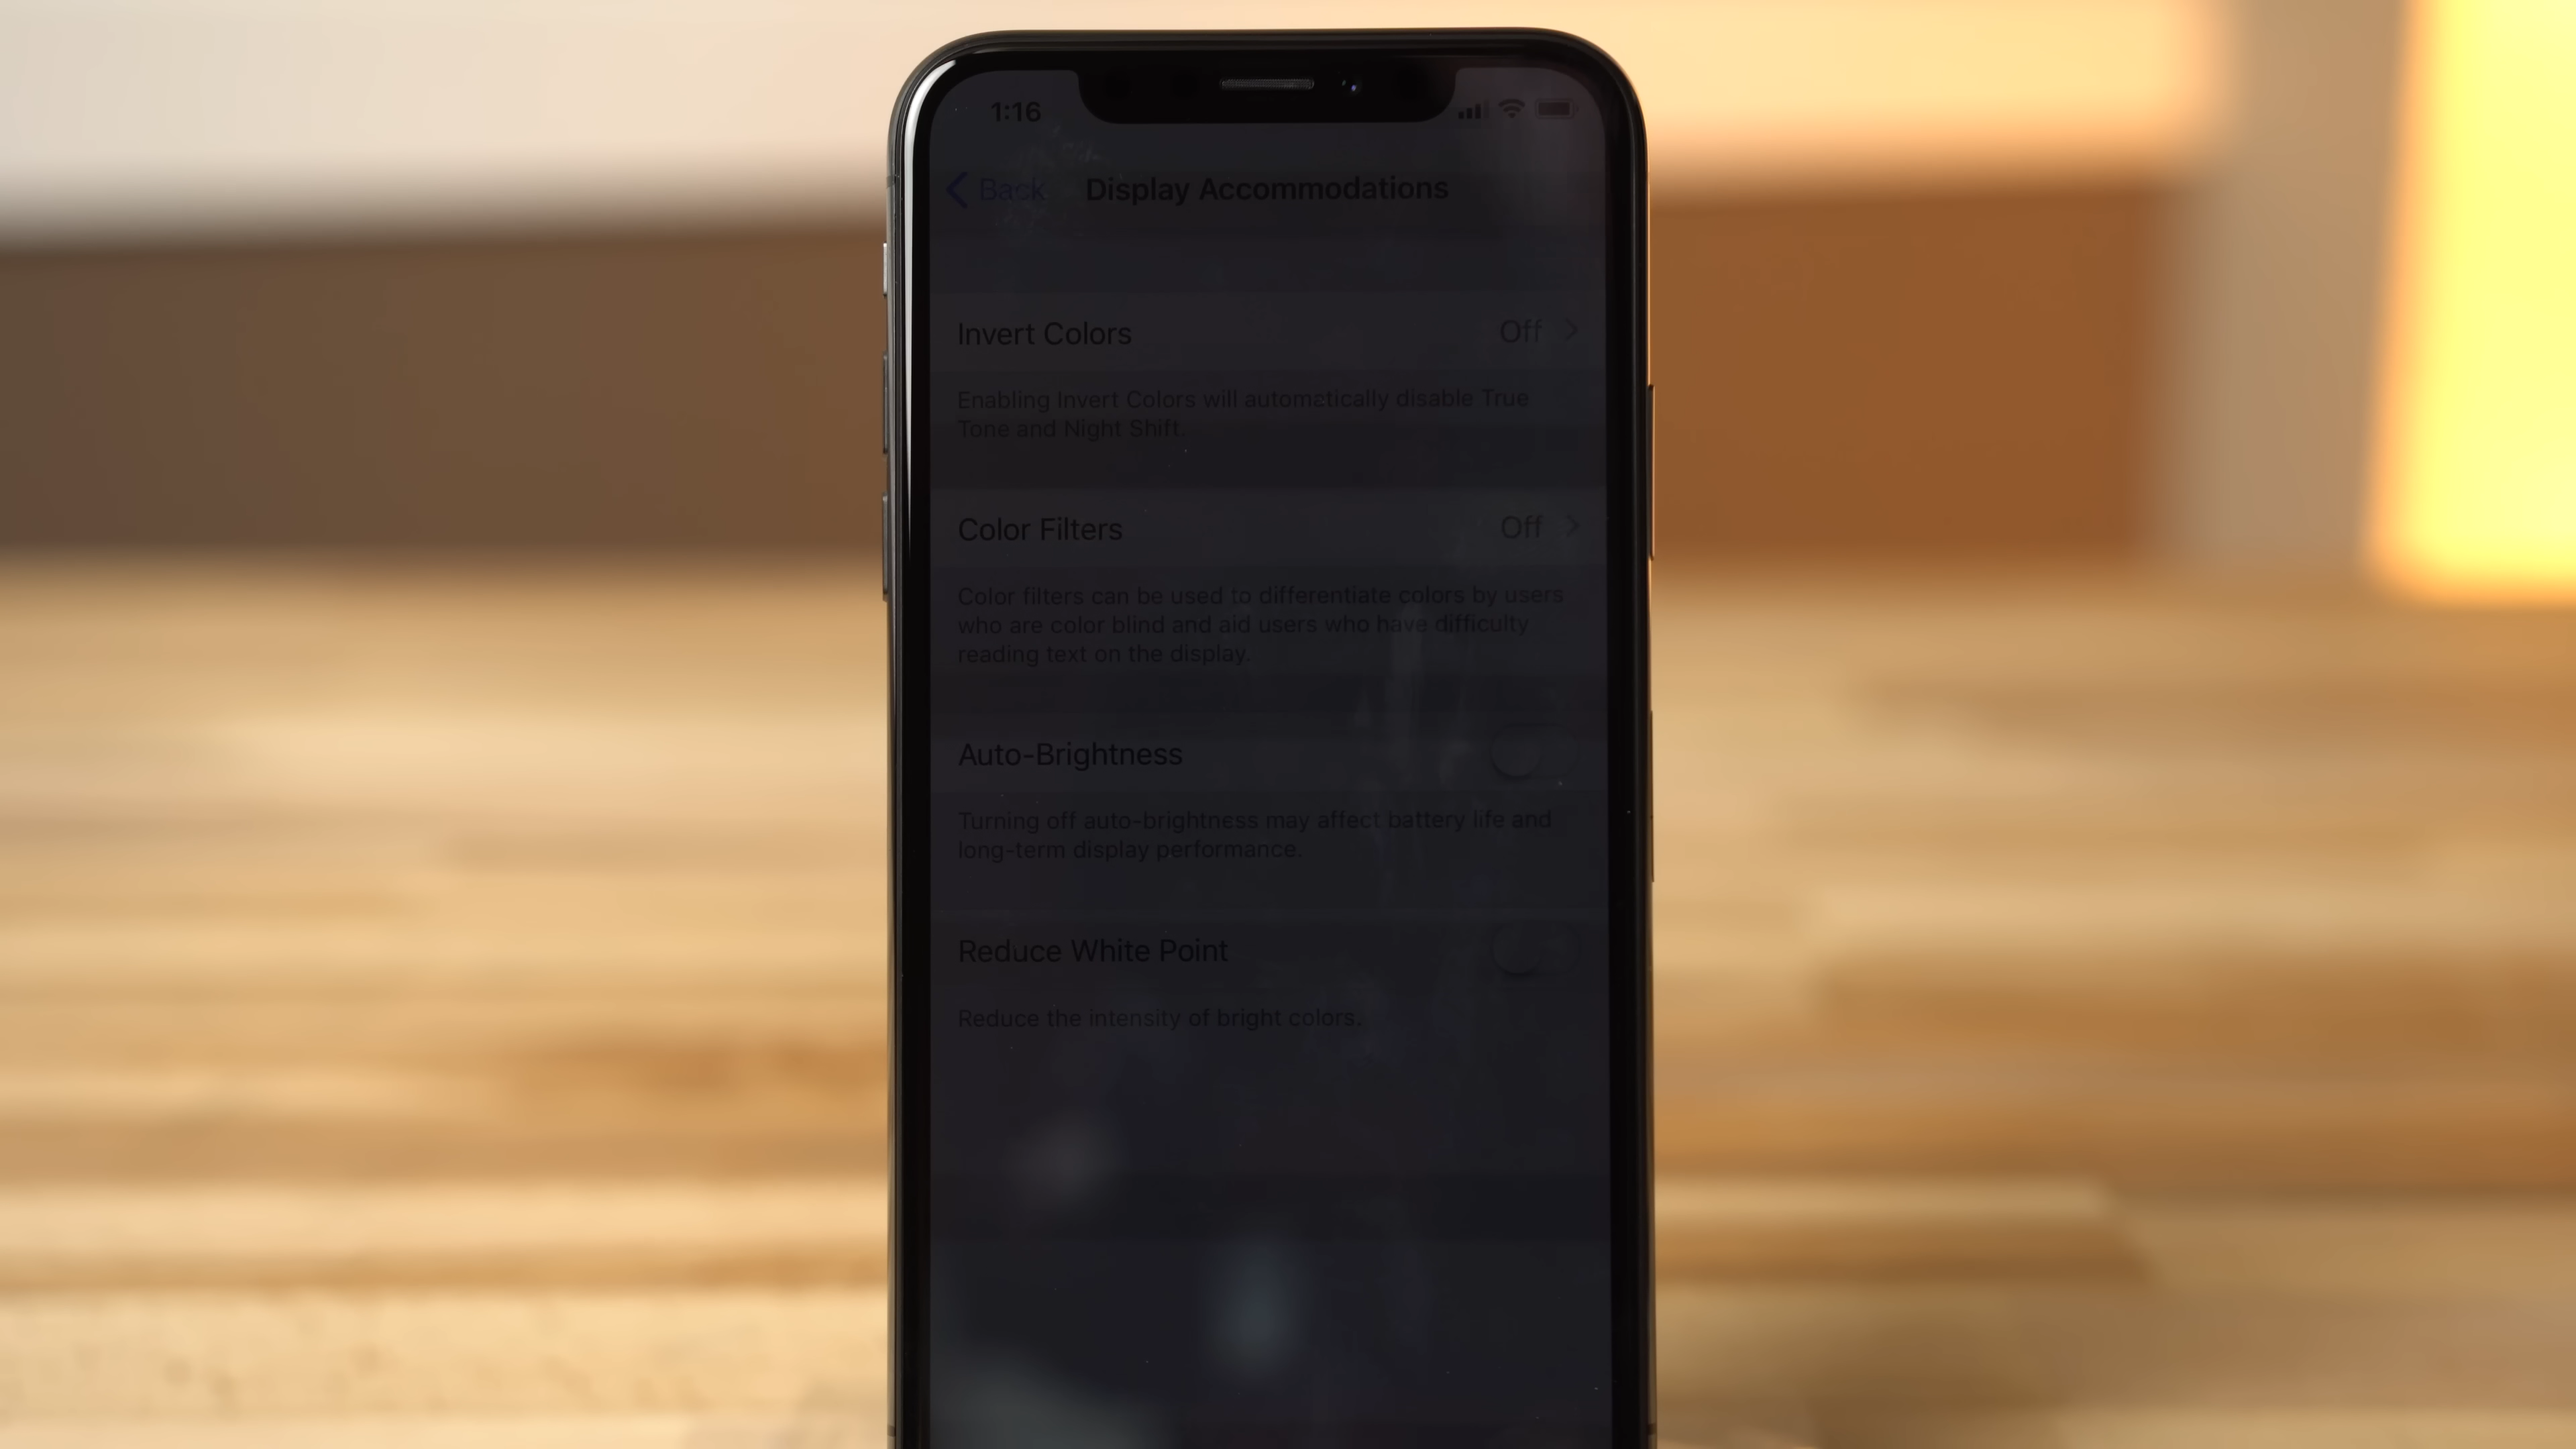 1:16
Back Display Accommodations
Invert Colors Off
Enabling Invert Colors will automatically disable True
Tone and Night Shift.
Color Filters Off
Color filters can be used to differentiate colors by users
who are color blind and aid users who have difficulty
reading text on the display.
Auto-Brightness
Turning off auto-brightness may affect battery life and
long-term display performance.
Reduce White Point
Reduce the intensity of bright colors.